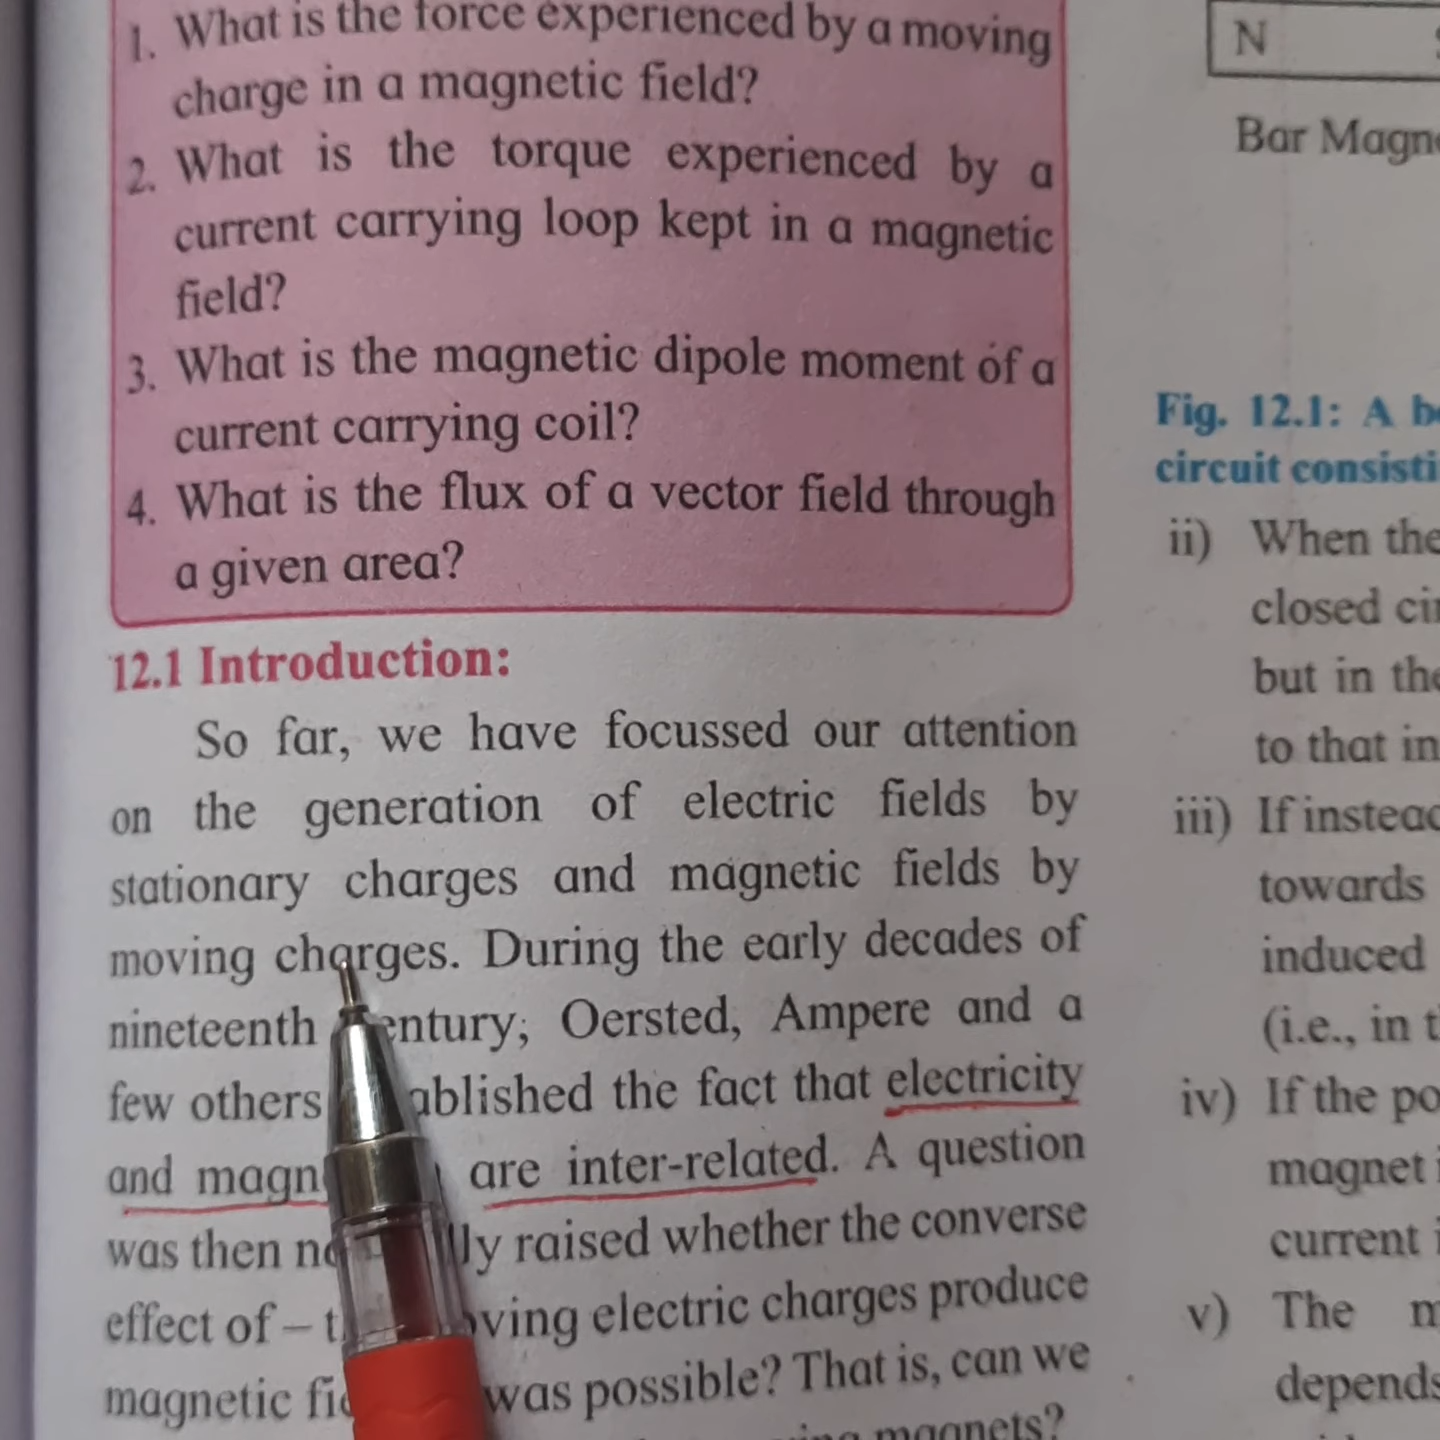 1. What is the force experienced by a moving
charge in a magnetic field?
2. What is the torque experienced by a
current carrying loop kept in a magnetic
field?
3. What is the magnetic dipole moment of a
current carrying coil?
4. What is the flux of a vector field through
a given area?
12.1 Introduction:
So far, we have focussed our attention
on the generation of electric fields by
stationary charges and magnetic fields by
moving charges. During the early decades of
nineteenth entury, Oersted, Ampere and a
few others ablished the fact that electricity
and magn are inter-related. A question
was then ly raised whether the converse
effect of – t oving electric charges produce
magnetic was possible? That is, can we
magnets?
N
Bar Magn
Fig. 12.1: A b
circuit consisti
ii) When the
closed cir
but in the
to that in
iii) If instead
towards
induced
(i.e., in t
iv) If the po
magnet i
current i
v) The m
depends